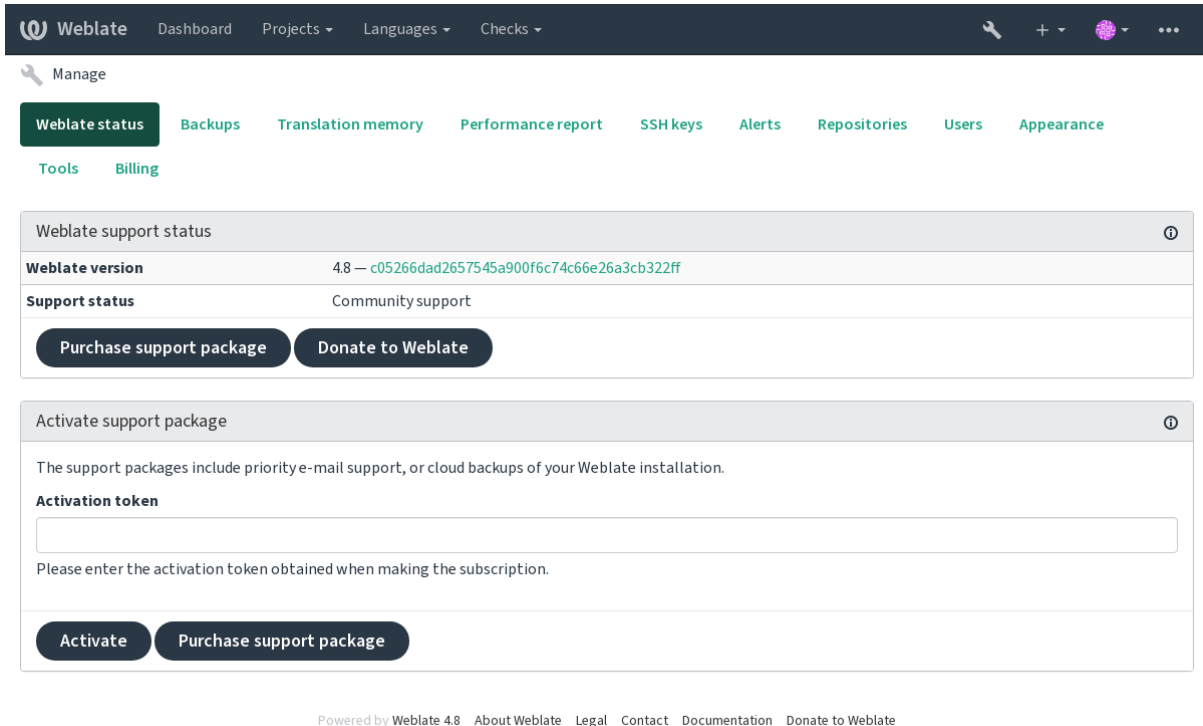 Weblate Dashboard Projects Languages Checks
Manage
Weblate status Backups Translation memory Performance report SSH keys Alerts Repositories Users Appearance
Tools Billing
Weblate support status
Weblate version 4.8 — c05266dad2657545a900f6c74c66e26a3cb322ff
Support status Community support
Purchase support package Donate to Weblate
Activate support package
The support packages include priority e-mail support, or cloud backups of your Weblate installation.
Activation token
Please enter the activation token obtained when making the subscription.
Activate Purchase support package
Powered by Weblate 4.8 About Weblate Legal Contact Documentation Donate to Weblate